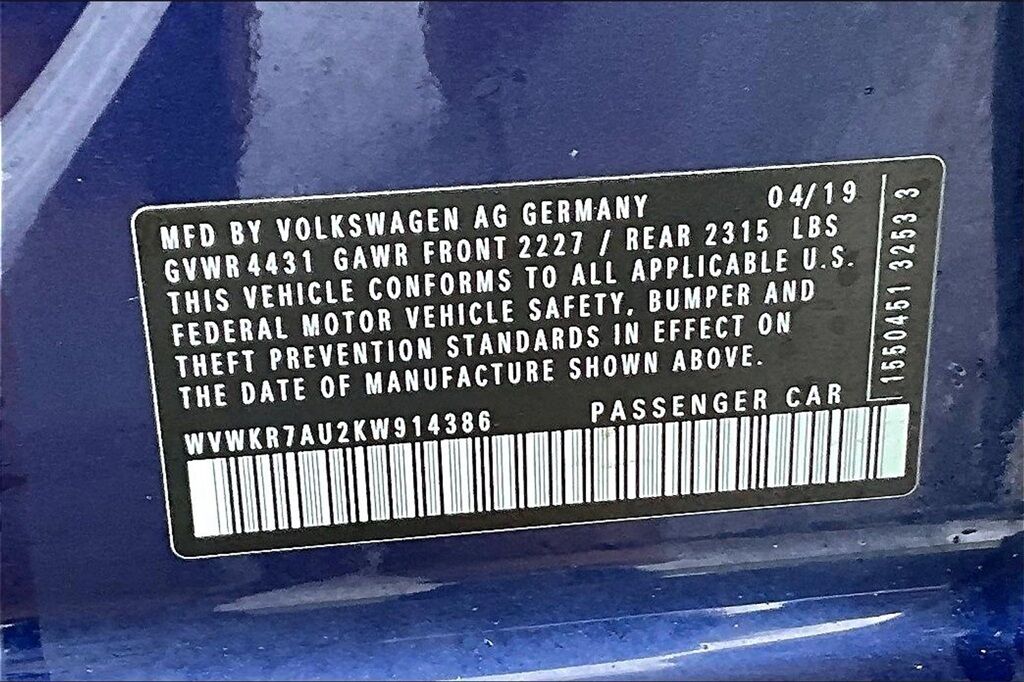 MFD BY VOLKSWAGEN AG GERMANY 04/19
GVWR 4431 GAWR FRONT 2227 / REAR 2315 LBS
THIS VEHICLE CONFORMS TO ALL APPLICABLE U.S.
FEDERAL MOTOR VEHICLE SAFETY, BUMPER AND
THEFT PREVENTION STANDARDS IN EFFECT ON
THE DATE OF MANUFACTURE SHOWN ABOVE.
WVWKR7AU2KW914386 PASSENGER CAR
1550451 3253 3